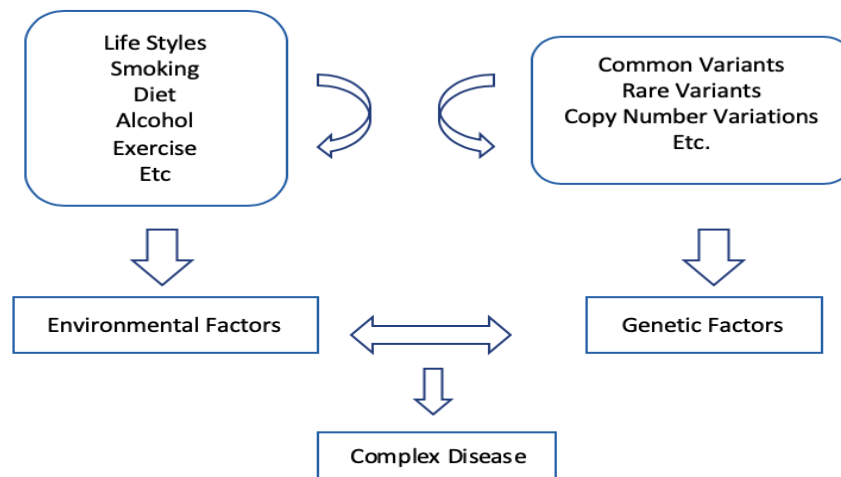 Life Styles
Smoking
Diet
Alcohol
Exercise
Etc
Common Variants
Rare Variants
Copy Number Variations
Etc.
Environmental Factors
Genetic Factors
Complex Disease